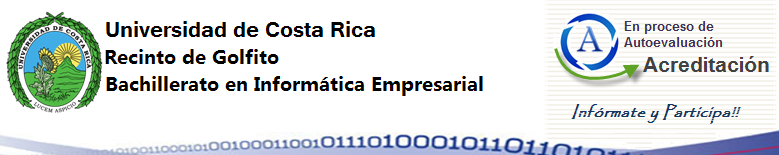 Universidad de Costa Rica
Recinto de Golfito
Bachillerato en Informática Empresarial
UNIVERSIDAD DE COSTA RICA
LUCEM ASPICIO
A
En proceso de
Autoevaluación
Acreditación
Infórmate y Participa!!